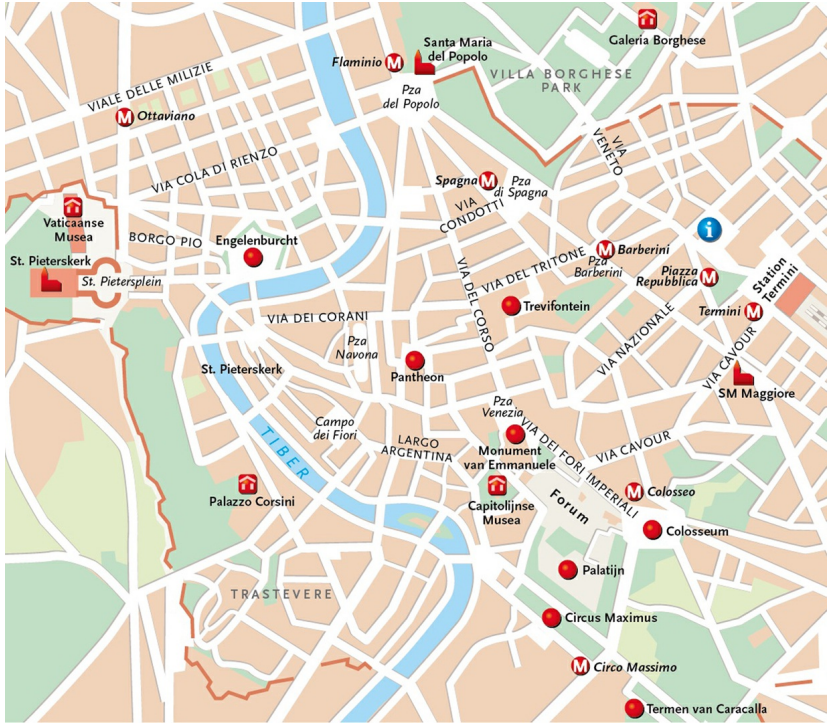 Galeria Borghese
Santa Maria
del Popolo
Flaminio M
VILLA BORGHESE
PARK
Pza
del Popolo
VIALE DELLE MILIZIE
M Ottaviano
VIA
VENETO
VIA COLA DI RIENZO
Spagna M
Pza
di Spagna
VIA
CONDOTTI
Vaticaanse
Musea
BORGO PIO
Engelenburcht
i
M Barberini
Pza
Barberini
St. Pieterskerk
St. Pietersplein
VIA DEL TRITONE
Piazza
Repubblica M
Station
Termini
VIA DEL CORSO
Trevifontein
Termini M
VIA DEI CORANI
Pza
Navona
VIA NAZIONALE
VIA CAVOUR
St. Pieterskerk
Pantheon
SM Maggiore
Pza
Venezia
Campo
dei Fiori
LARGO
ARGENTINA
VIA DEI FORI IMPERIALI
VIA CAVOUR
TIBER
Monument
van Emmanuele
Palazzo Corsini
Capitolijnse
Musea
Forum
M Colosseo
Colosseum
Palatijn
TRASTEVERE
Circus Maximus
M Circo Massimo
Termen van Caracalla